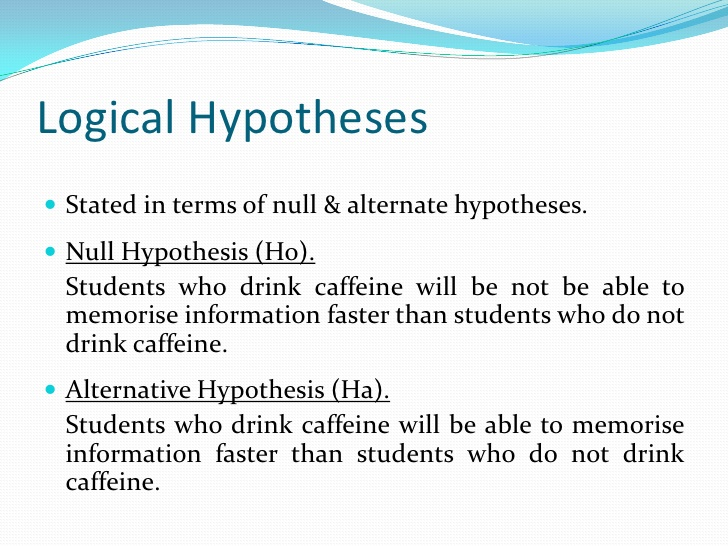 Logical Hypotheses
• Stated in terms of null & alternate hypotheses.
• Null Hypothesis (Ho).
Students who drink caffeine will be not be able to
memorise information faster than students who do not
drink caffeine.
• Alternative Hypothesis (Ha).
Students who drink caffeine will be able to memorise
information faster than students who do not drink
caffeine.